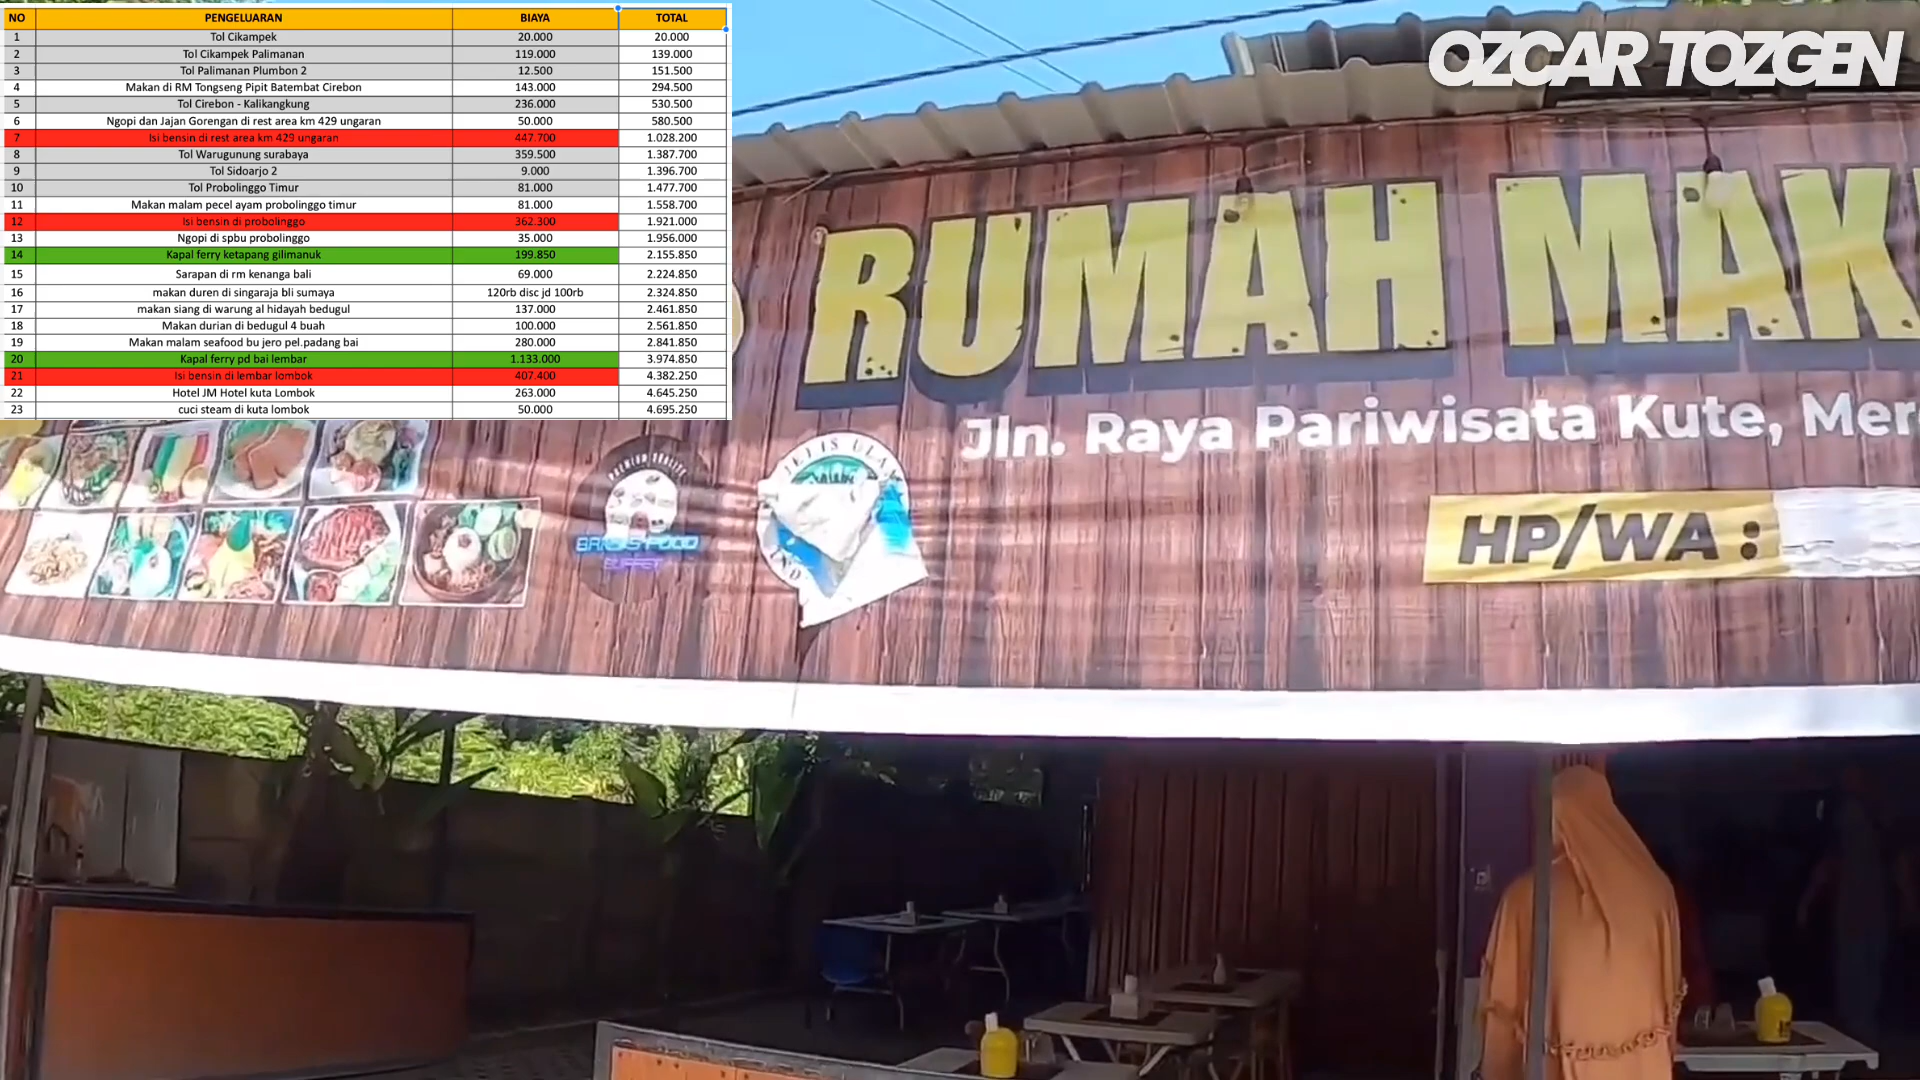 NO PENGELUARAN BIAYA TOTAL
1 Tol Cikampek 20.000 20.000
2 Tol Cikampek Palimanan 119.000 139.000
3 Tol Palimanan Plumbon 2 12.500 151.500
4 Makan di RM Tongseng Pipit Batembat Cirebon 143.000 294.500
5 Tol Cirebon - Kalikangkung 236.000 530.500
6 Ngopi dan Jajan Gorengan di rest area km 429 ungaran 50.000 580.500
7 Isi bensin di rest area km 429 ungaran 447.700 1.028.200
8 Tol Warugunung surabaya 359.500 1.387.700
9 Tol Sidoarjo 2 9.000 1.396.700
10 Tol Probolinggo Timur 81.000 1.477.700
11 Makan malam pecel ayam probolinggo timur 81.000 1.558.700
12 Isi bensin di probolinggo 362.300 1.921.000
13 Ngopi di spbu probolinggo 35.000 1.956.000
14 Kapal ferry ketapang gilimanuk 199.850 2.155.850
15 Sarapan di rm kenanga bali 69.000 2.224.850
16 makan duren di singaraja bli sumaya 120rb disc jd 100rb 2.324.850
17 makan siang di warung al hidayah bedugul 137.000 2.461.850
18 Makan durian di bedugul 4 buah 100.000 2.561.850
19 Makan malam seafood bu jero pel.padang bai 280.000 2.841.850
20 Kapal ferry pd bai lembar 1.133.000 3.974.850
21 Isi bensin di lembar lombok 407.400 4.382.250
22 Hotel JM Hotel kuta Lombok 263.000 4.645.250
23 cuci steam di kuta lombok 50.000 4.695.250
OZCAR TOZGEN
RUMAH MAK
Jln. Raya Pariwisata Kute, Mer
HP/WA :
FOOD
BUFFET